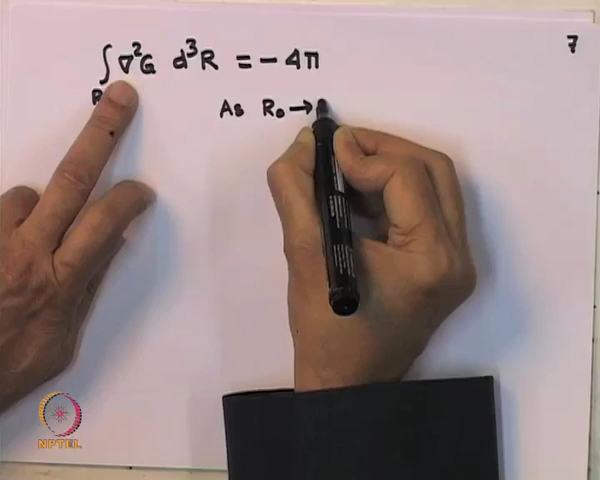 7
∫ ∇²G d³R = -4π
R
As R₀ →
NPTEL